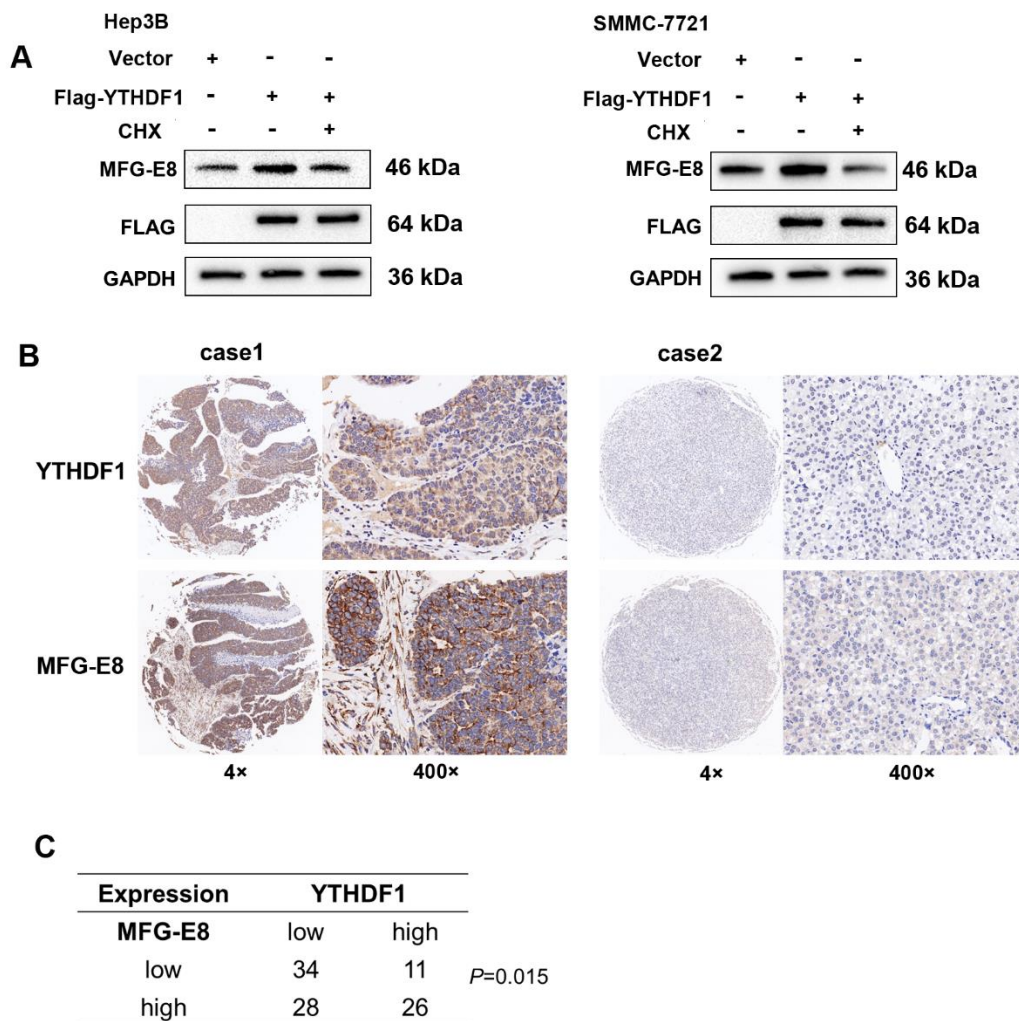 Hep3B
A
Vector + - -
Flag-YTHDF1 - + +
CHX - - +
MFG-E8 46 kDa
FLAG 64 kDa
GAPDH 36 kDa
SMMC-7721
Vector + - -
Flag-YTHDF1 - + +
CHX - - +
MFG-E8 46 kDa
FLAG 64 kDa
GAPDH 36 kDa
B
case1 case2
YTHDF1
MFG-E8
4× 400× 4× 400×
C
Expression YTHDF1
MFG-E8 low high
low 34 11 P=0.015
high 28 26